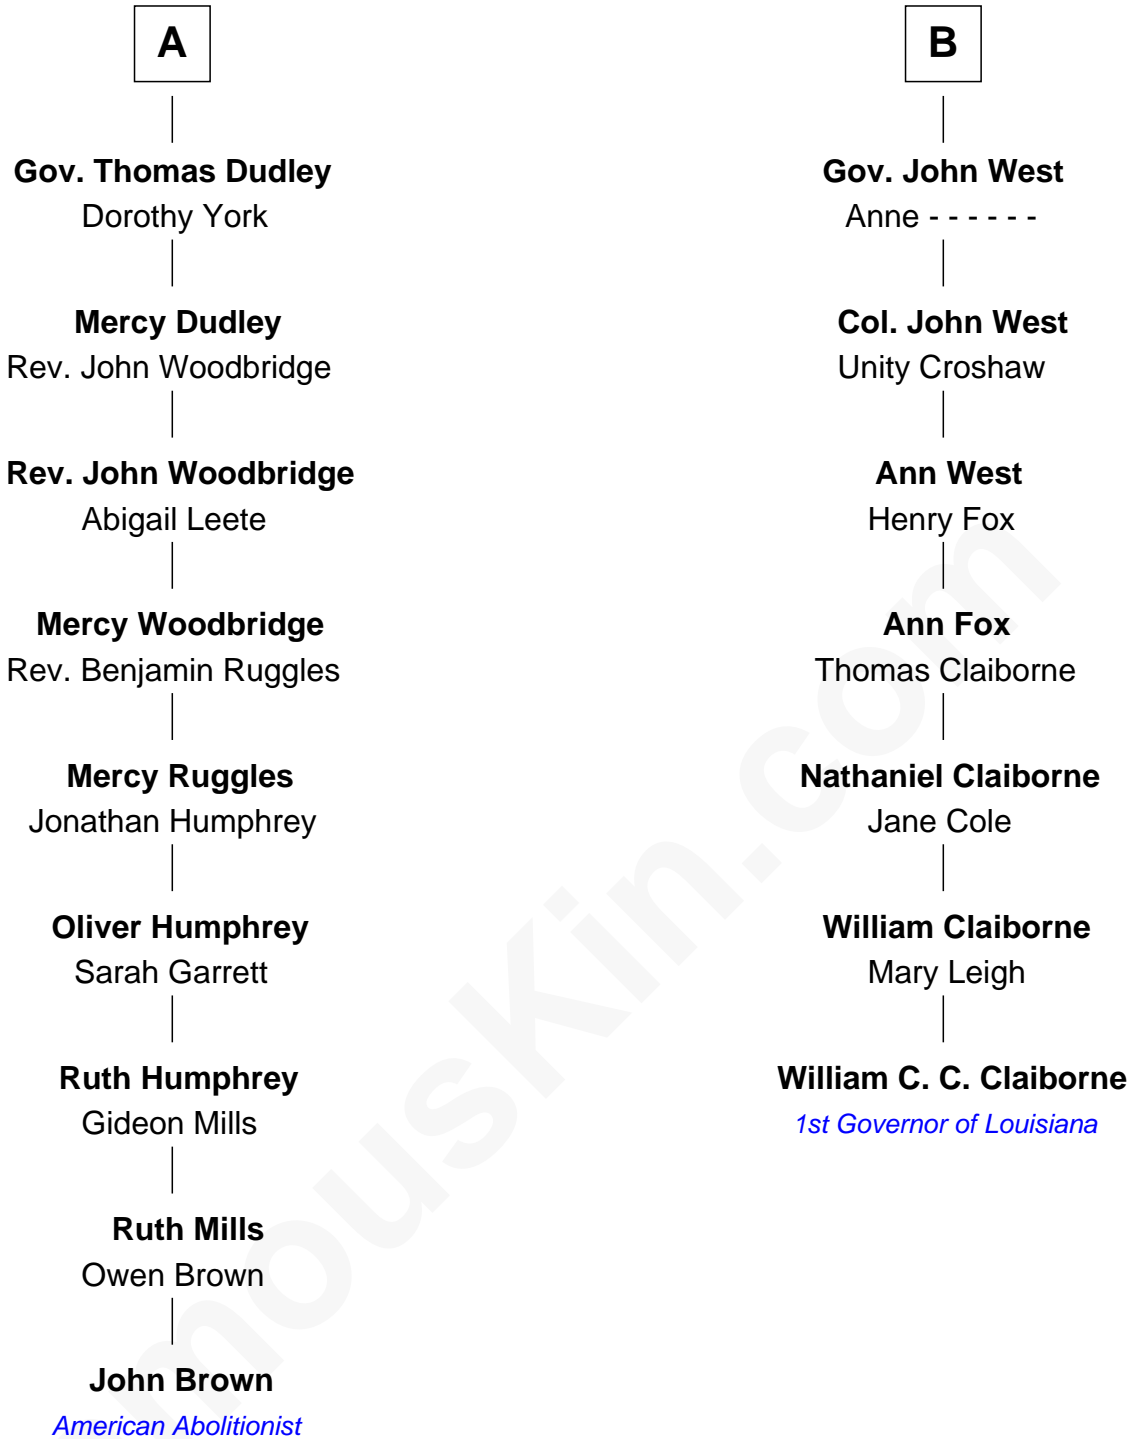 A
Gov. Thomas Dudley
Dorothy York
Mercy Dudley
Rev. John Woodbridge
Rev. John Woodbridge
Abigail Leete
Mercy Woodbridge
Rev. Benjamin Ruggles
Mercy Ruggles
Jonathan Humphrey
Oliver Humphrey
Sarah Garrett
Ruth Humphrey
Gideon Mills
Ruth Mills
Owen Brown
John Brown
American Abolitionist
B
Gov. John West
Anne - - - - - -
Col. John West
Unity Croshaw
Ann West
Henry Fox
Ann Fox
Thomas Claiborne
Nathaniel Claiborne
Jane Cole
William Claiborne
Mary Leigh
William C. C. Claiborne
1st Governor of Louisiana
mouskin.com